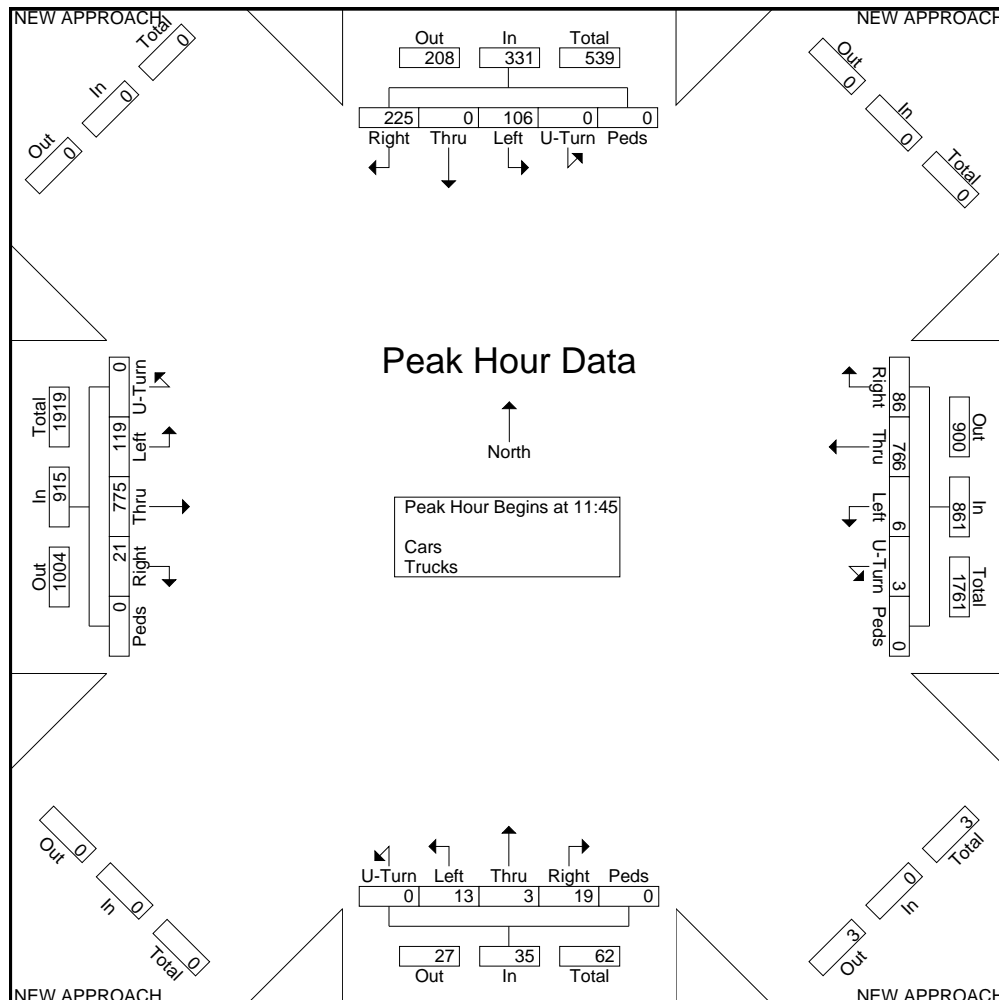 NEW APPROACH
Total
0
In
0
Out
0
Out In Total
208 331 539
225 0 106 0 0
Right Thru Left U-Turn Peds
NEW APPROACH
Out
0
In
0
Total
0
Total
1919
In
915
Out
1004
0 119 775 21 0
U-Turn Left Thru Right Peds
Peak Hour Data
North
Peak Hour Begins at 11:45
Cars
Trucks
Right Thru Left U-Turn Peds
86 766 6 3 0
Out
900
In
861
Total
1761
Out
0
In
0
Total
0
NEW APPROACH
U-Turn Left Thru Right Peds
0 13 3 19 0
27 35 62
Out In Total
3
Total
0
In
3
Out
NEW APPROACH